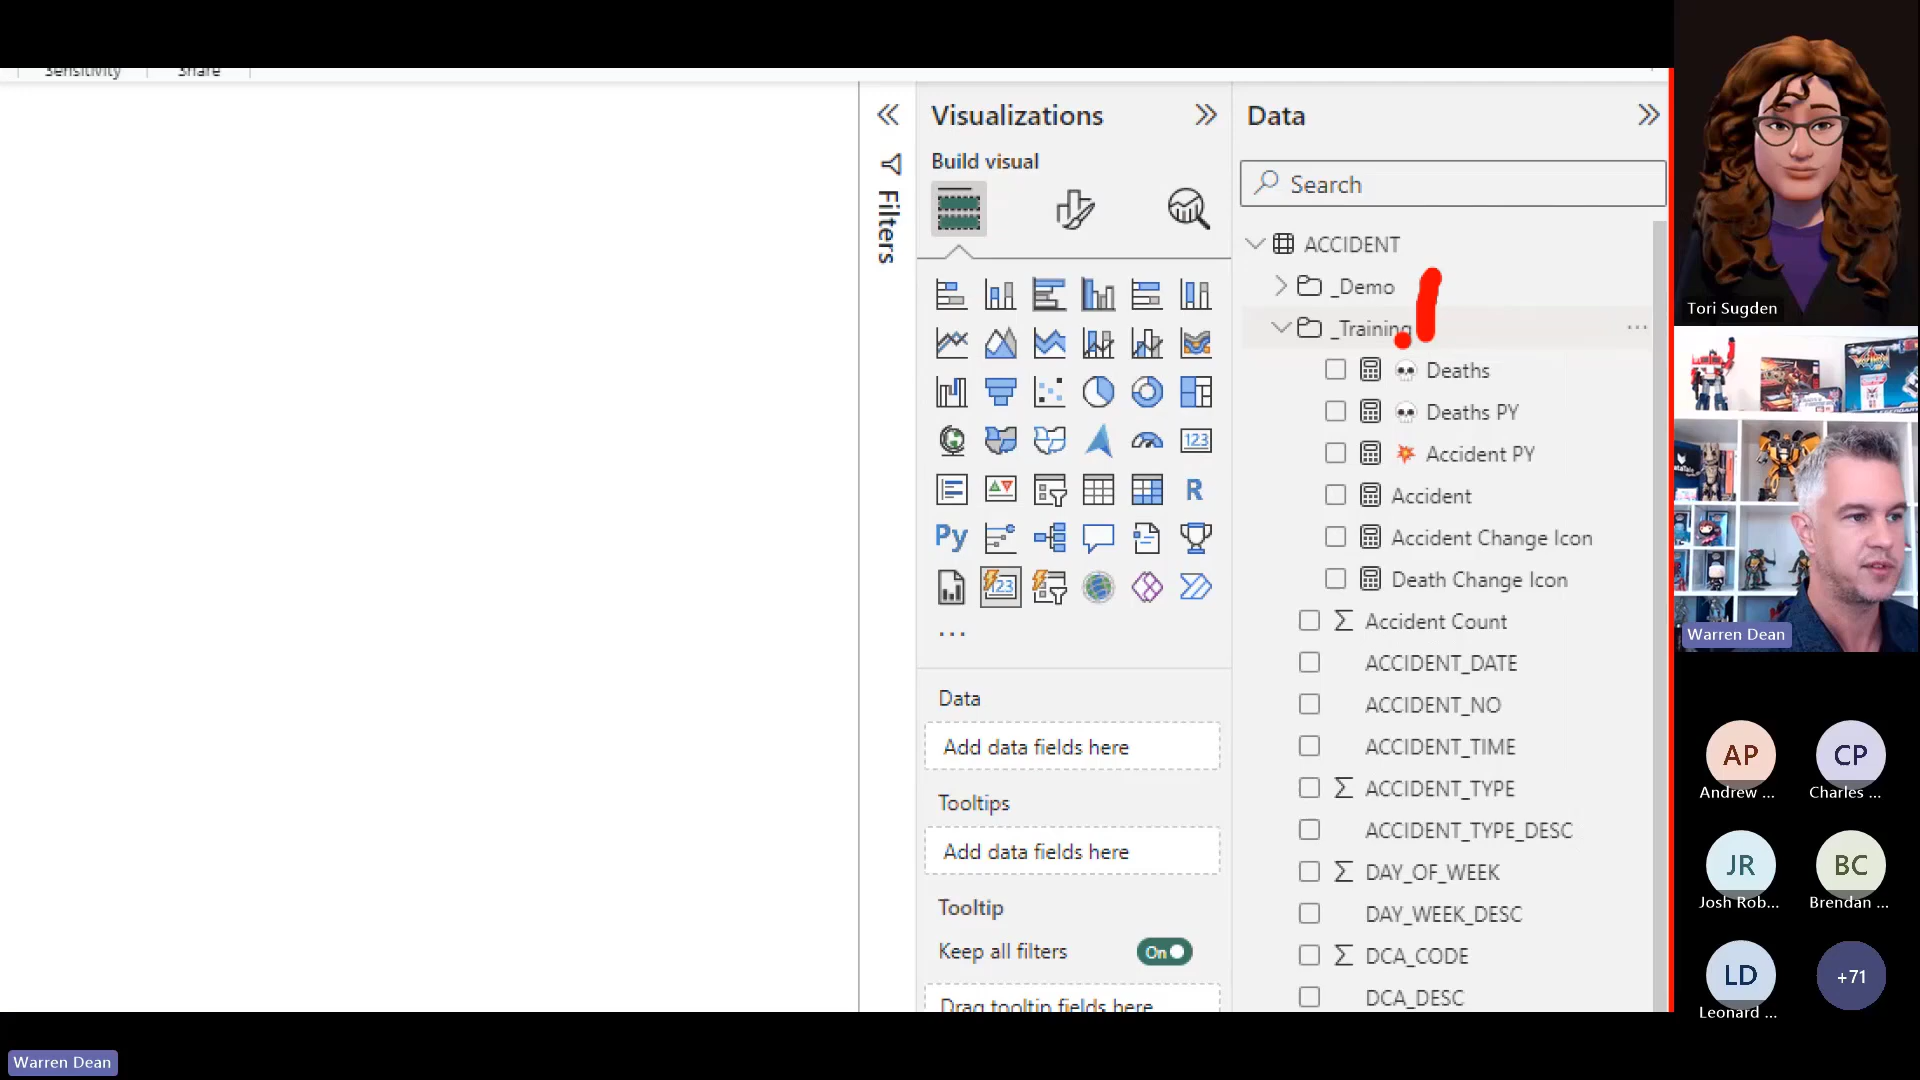 Sensitivity
Share
Visualizations
Data
Build visual
Search
Filters
ACCIDENT
_Demo
_Training
Deaths
Deaths PY
Accident PY
Accident
Accident Change Icon
Death Change Icon
Accident Count
ACCIDENT_DATE
ACCIDENT_NO
ACCIDENT_TIME
ACCIDENT_TYPE
ACCIDENT_TYPE_DESC
DAY_OF_WEEK
DAY_WEEK_DESC
DCA_CODE
DCA_DESC
123
R
Py
123
...
Data
Add data fields here
Tooltips
Add data fields here
Tooltip
Keep all filters
On
Drag tooltip fields here
Tori Sugden
Warren Dean
AP
Andrew ...
CP
Charles ...
JR
Josh Rob...
BC
Brendan ...
LD
Leonard ...
+71
Warren Dean